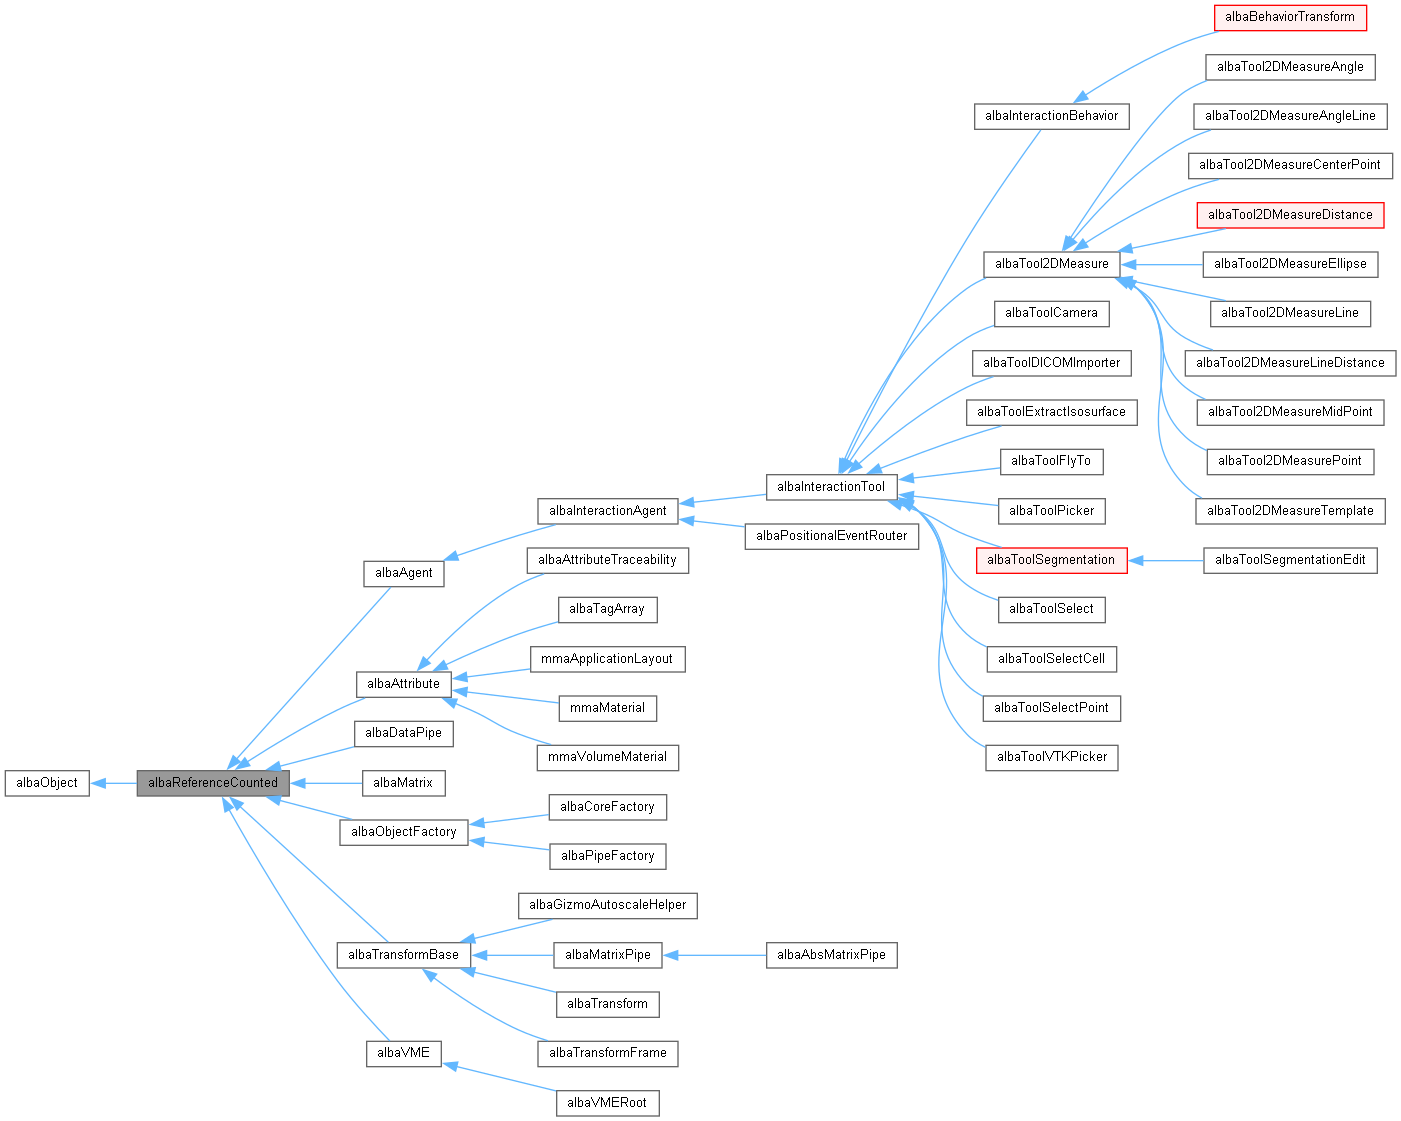 albaBehaviorTransform
albaTool2DMeasureAngle
albaInteractionBehavior
albaTool2DMeasureAngleLine
albaTool2DMeasureCenterPoint
albaTool2DMeasureDistance
albaTool2DMeasure
albaTool2DMeasureEllipse
albaToolCamera
albaTool2DMeasureLine
albaToolDICOMImporter
albaTool2DMeasureLineDistance
albaToolExtractIsosurface
albaTool2DMeasureMidPoint
albaToolFlyTo
albaTool2DMeasurePoint
albaInteractionTool
albaInteractionAgent
albaToolPicker
albaTool2DMeasureTemplate
albaPositionalEventRouter
albaAttributeTraceability
albaToolSegmentation
albaToolSegmentationEdit
albaAgent
albaTagArray
albaToolSelect
mmaApplicationLayout
albaToolSelectCell
albaAttribute
mmaMaterial
albaToolSelectPoint
albaDataPipe
mmaVolumeMaterial
albaToolVTKPicker
albaObject
albaReferenceCounted
albaMatrix
albaCoreFactory
albaObjectFactory
albaPipeFactory
albaGizmoAutoscaleHelper
albaTransformBase
albaMatrixPipe
albaAbsMatrixPipe
albaTransform
albaVME
albaTransformFrame
albaVMERoot